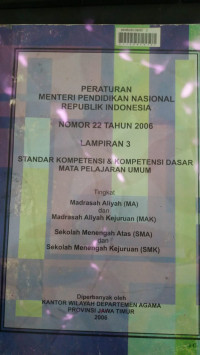 PERATURAN
MENTERI PENDIDIKAN NASIONAL
REPUBLIK INDONESIA
NOMOR 22 TAHUN 2006
LAMPIRAN 3
STANDAR KOMPETENSI & KOMPETENSI DASAR
MATA PELAJARAN UMUM
Tingkat
Madrasah Aliyah (MA)
dan
Madrasah Aliyah Kejuruan (MAK)
Sekolah Menengah Atas (SMA)
dan
Sekolah Menengah Kejuruan (SMK)
Diperbanyak oleh
KANTOR WILAYAH DEPARTEMEN AGAMA
PROVINSI JAWA TIMUR
2006